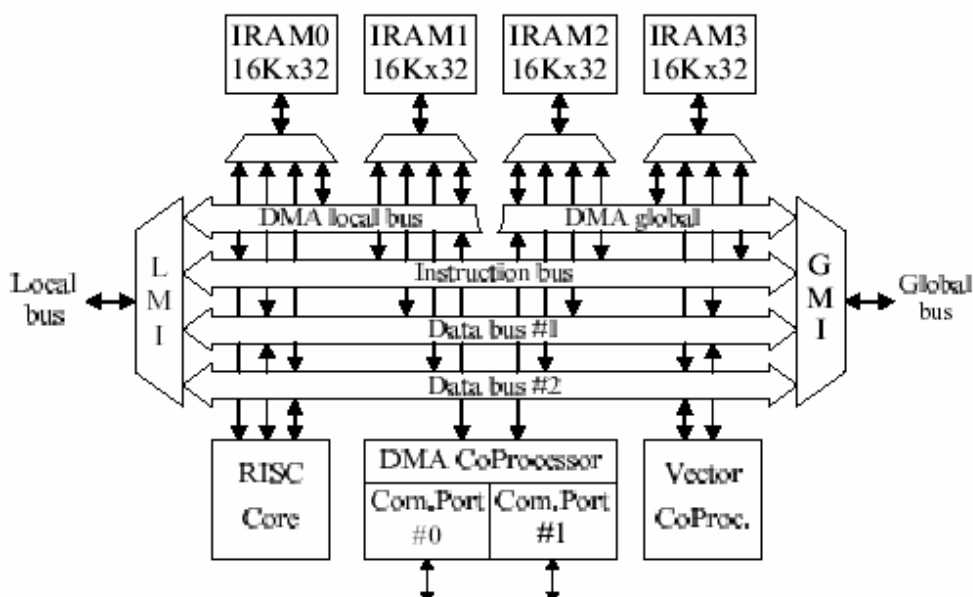 IRAM0
16Kx32
IRAM1
16Kx32
IRAM2
16Kx32
IRAM3
16Kx32
DMA local bus
DMA global
Instructiion bus
Data bus #1
Data bus #2
Local
bus
L
M
I
G
M
I
Global
bus
RISC
Core
DMA CoProcessor
Com.Port
#0
Com.Port
#1
Vector
CoProc.